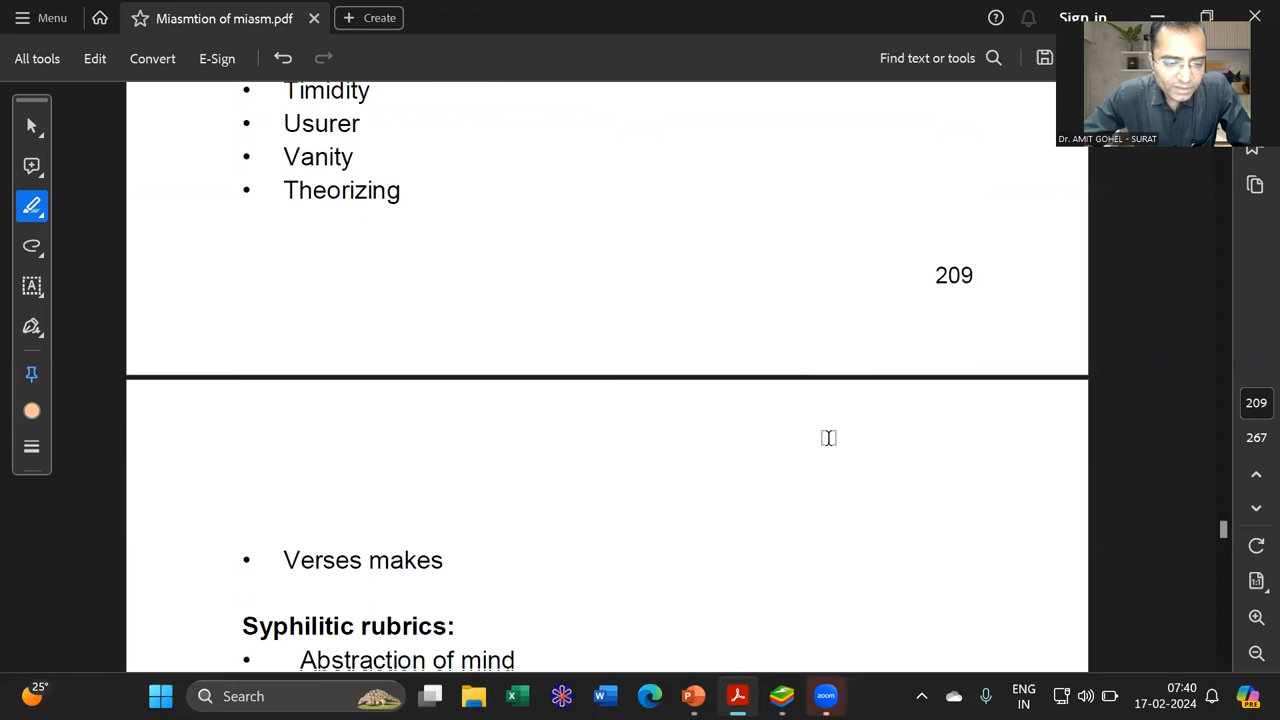 Menu
Miasmtion of miasm.pdf
Create
Sign in
All tools
Edit
Convert
E-Sign
Find text or tools
Dr. AMIT GOHEL - SURAT
• Timidity
• Usurer
• Vanity
• Theorizing
209
• Verses makes
Syphilitic rubrics:
• Abstraction of mind
209
267
25°
Search
ENG
IN
07:40
17-02-2024